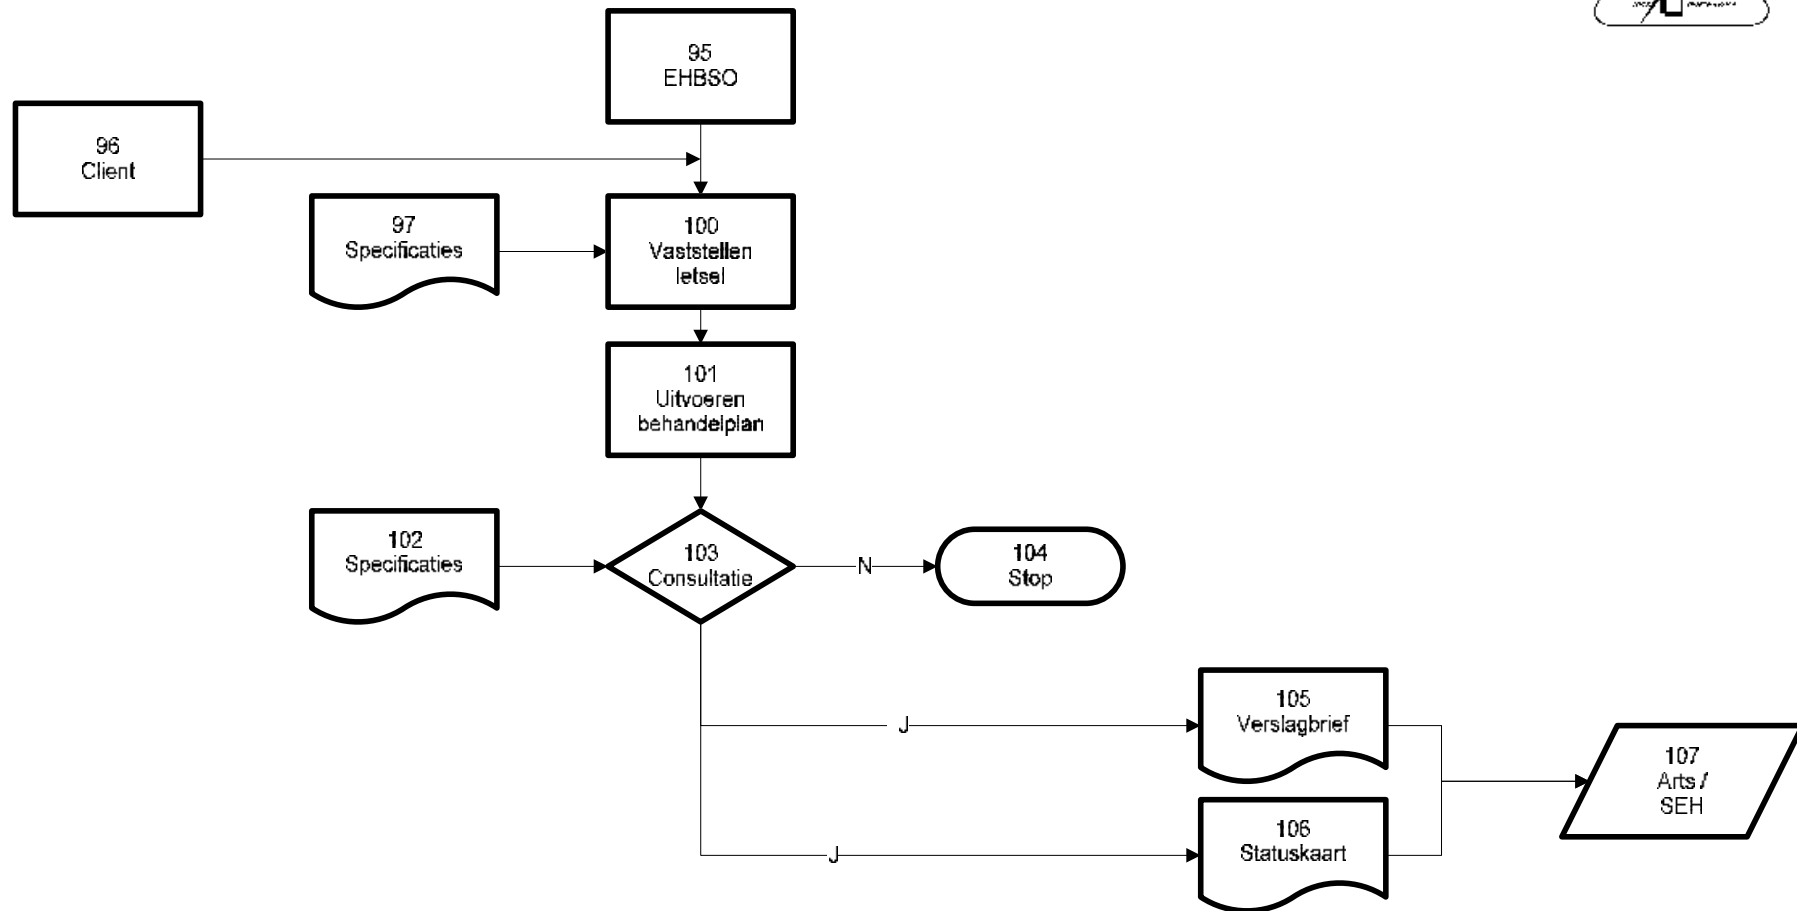 95
EHBSO
96
Client
97
Specificaties
100
Vaststellen
letsel
101
Uitvoeren
behandelplan
102
Specificaties
103
Consultatie
N
104
Stop
J
105
Verslagbrief
J
106
Statuskaart
107
Arts /
SEH